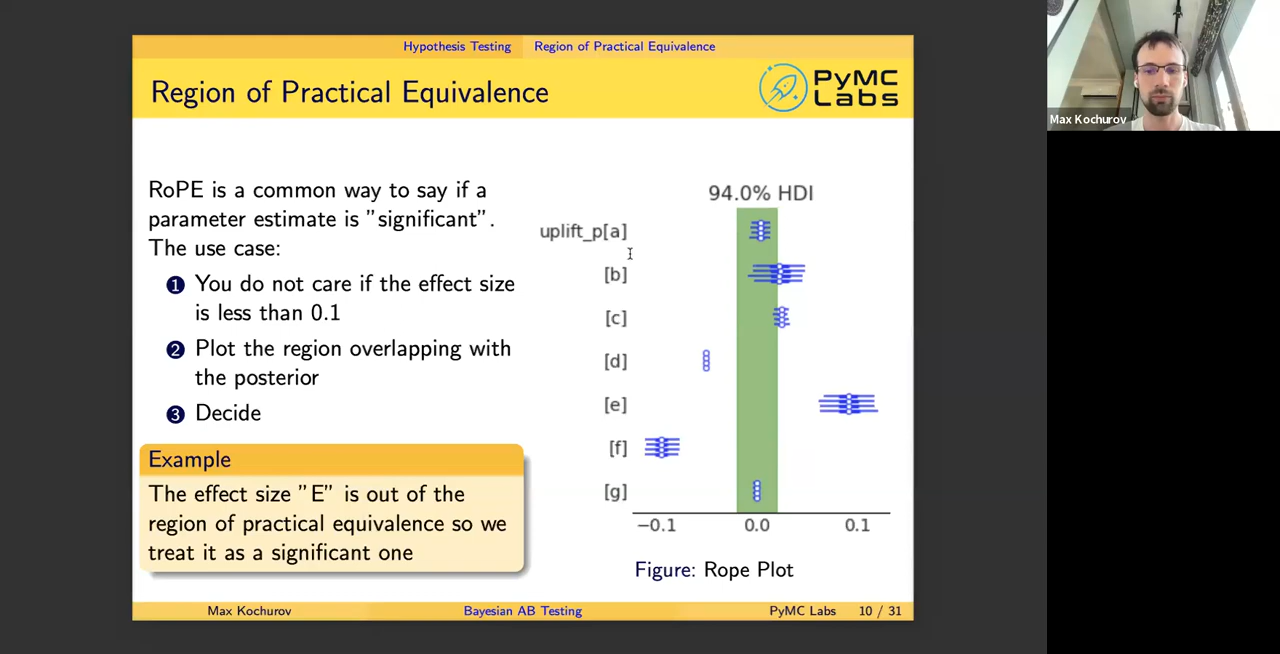 Hypothesis Testing Region of Practical Equivalence
Region of Practical Equivalence
PyMC
Labs
RoPE is a common way to say if a
parameter estimate is "significant".
The use case:
1 You do not care if the effect size
is less than 0.1
2 Plot the region overlapping with
the posterior
3 Decide
Example
The effect size "E" is out of the
region of practical equivalence so we
treat it as a significant one
94.0% HDI
uplift_p[a]
[b]
[c]
[d]
[e]
[f]
[g]
−0.1 0.0 0.1
Figure: Rope Plot
Max Kochurov Bayesian AB Testing PyMC Labs 10 / 31
Max Kochurov